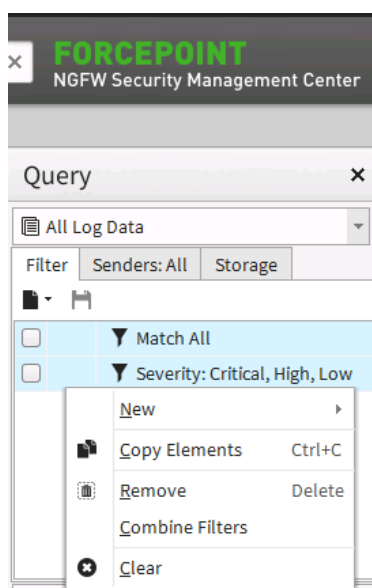 FORCEPOINT
NGFW Security Management Center
Query
All Log Data
Filter Senders: All Storage
Match All
Severity: Critical, High, Low
New
Copy Elements Ctrl+C
Remove Delete
Combine Filters
Clear